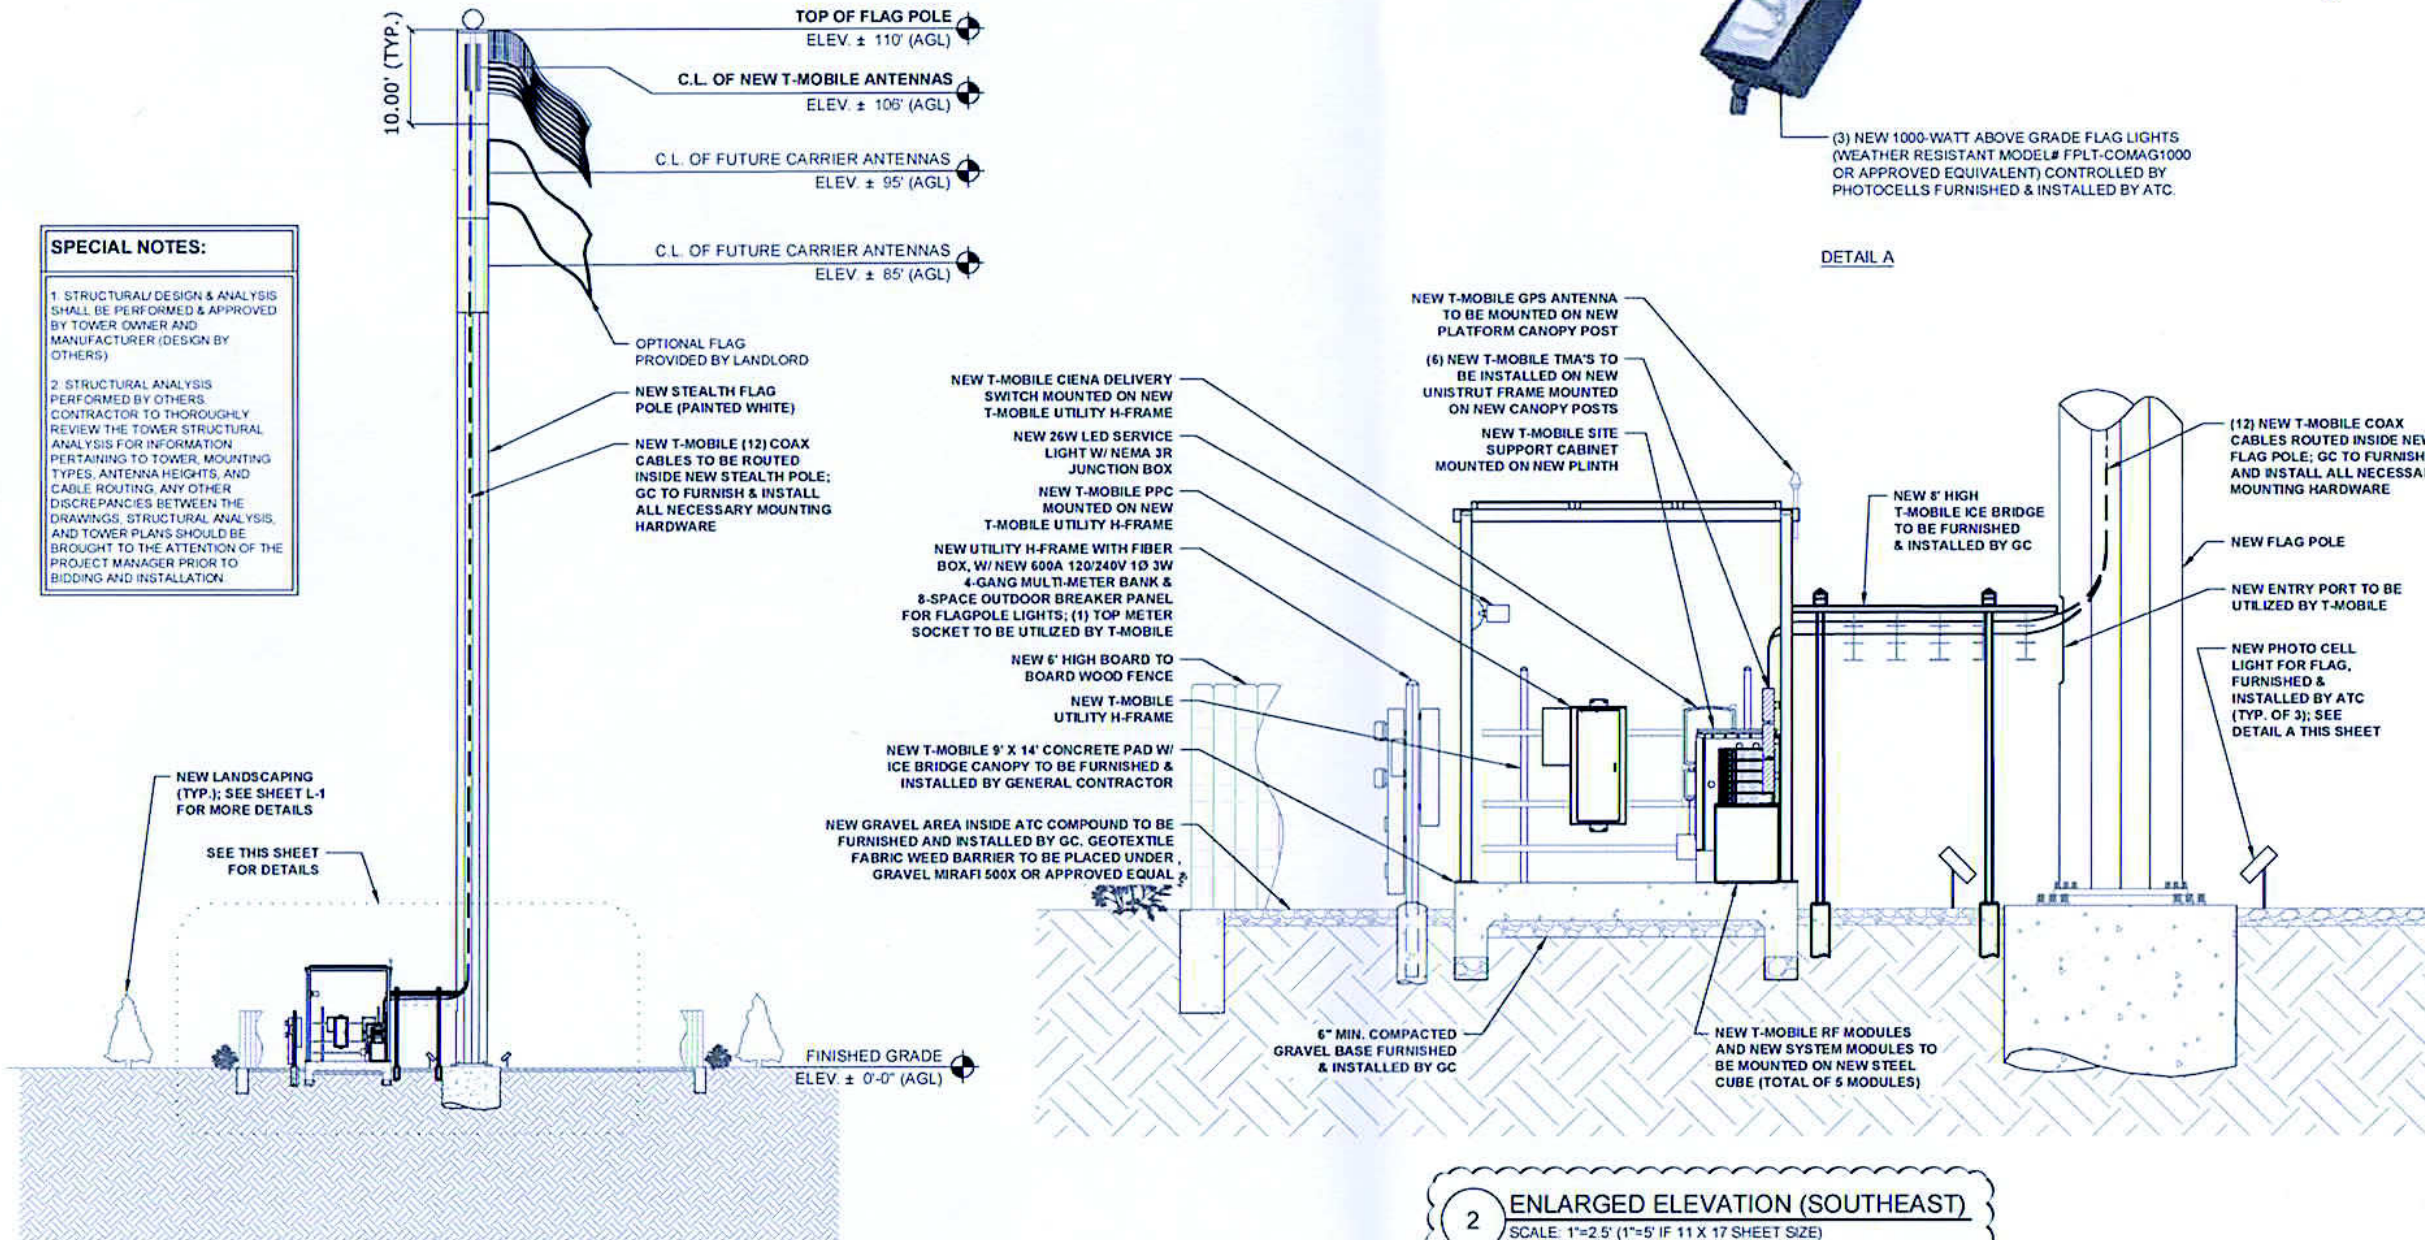 10.00' (TYP.)
TOP OF FLAG POLE
ELEV. ± 110' (AGL)
C.L. OF NEW T-MOBILE ANTENNAS
ELEV. ± 106' (AGL)
C.L. OF FUTURE CARRIER ANTENNAS
ELEV. ± 95' (AGL)
C.L. OF FUTURE CARRIER ANTENNAS
ELEV. ± 85' (AGL)
SPECIAL NOTES:
1. STRUCTURAL/ DESIGN & ANALYSIS
SHALL BE PERFORMED & APPROVED
BY TOWER OWNER AND
MANUFACTURER (DESIGN BY
OTHERS)
2. STRUCTURAL ANALYSIS
PERFORMED BY OTHERS.
CONTRACTOR TO THOROUGHLY
REVIEW THE TOWER STRUCTURAL
ANALYSIS FOR INFORMATION
PERTAINING TO TOWER, MOUNTING
TYPES, ANTENNA HEIGHTS, AND
CABLE ROUTING, ANY OTHER
DISCREPANCIES BETWEEN THE
DRAWINGS, STRUCTURAL ANALYSIS,
AND TOWER PLANS SHOULD BE
BROUGHT TO THE ATTENTION OF THE
PROJECT MANAGER PRIOR TO
BIDDING AND INSTALLATION.
OPTIONAL FLAG
PROVIDED BY LANDLORD
NEW STEALTH FLAG
POLE (PAINTED WHITE)
NEW T-MOBILE (12) COAX
CABLES TO BE ROUTED
INSIDE NEW STEALTH POLE;
GC TO FURNISH & INSTALL
ALL NECESSARY MOUNTING
HARDWARE
NEW LANDSCAPING
(TYP.); SEE SHEET L-1
FOR MORE DETAILS
SEE THIS SHEET
FOR DETAILS
FINISHED GRADE
ELEV. ± 0'-0" (AGL)
(3) NEW 1000-WATT ABOVE GRADE FLAG LIGHTS
(WEATHER RESISTANT MODEL# FPLT-COMAG1000
OR APPROVED EQUIVALENT) CONTROLLED BY
PHOTOCELLS FURNISHED & INSTALLED BY ATC.
DETAIL A
NEW T-MOBILE GPS ANTENNA
TO BE MOUNTED ON NEW
PLATFORM CANOPY POST
(6) NEW T-MOBILE TMA'S TO
BE INSTALLED ON NEW
UNISTRUT FRAME MOUNTED
ON NEW CANOPY POSTS
NEW T-MOBILE SITE
SUPPORT CABINET
MOUNTED ON NEW PLINTH
NEW T-MOBILE CIENA DELIVERY
SWITCH MOUNTED ON NEW
T-MOBILE UTILITY H-FRAME
NEW 26W LED SERVICE
LIGHT W/ NEMA 3R
JUNCTION BOX
NEW T-MOBILE PPC
MOUNTED ON NEW
T-MOBILE UTILITY H-FRAME
NEW UTILITY H-FRAME WITH FIBER
BOX, W/ NEW 600A 120/240V 1Ø 3W
4-GANG MULTI-METER BANK &
8-SPACE OUTDOOR BREAKER PANEL
FOR FLAGPOLE LIGHTS; (1) TOP METER
SOCKET TO BE UTILIZED BY T-MOBILE
NEW 6' HIGH BOARD TO
BOARD WOOD FENCE
NEW T-MOBILE
UTILITY H-FRAME
NEW T-MOBILE 9' X 14' CONCRETE PAD W/
ICE BRIDGE CANOPY TO BE FURNISHED &
INSTALLED BY GENERAL CONTRACTOR
NEW GRAVEL AREA INSIDE ATC COMPOUND TO BE
FURNISHED AND INSTALLED BY GC. GEOTEXTILE
FABRIC WEED BARRIER TO BE PLACED UNDER
GRAVEL MIRAFI 500X OR APPROVED EQUAL
NEW 8' HIGH
T-MOBILE ICE BRIDGE
TO BE FURNISHED
& INSTALLED BY GC
(12) NEW T-MOBILE COAX
CABLES ROUTED INSIDE NEW
FLAG POLE; GC TO FURNISH
AND INSTALL ALL NECESSA
MOUNTING HARDWARE
NEW FLAG POLE
NEW ENTRY PORT TO BE
UTILIZED BY T-MOBILE
NEW PHOTO CELL
LIGHT FOR FLAG,
FURNISHED &
INSTALLED BY ATC
(TYP. OF 3); SEE
DETAIL A THIS SHEET
6" MIN. COMPACTED
GRAVEL BASE FURNISHED
& INSTALLED BY GC
NEW T-MOBILE RF MODULES
AND NEW SYSTEM MODULES TO
BE MOUNTED ON NEW STEEL
CUBE (TOTAL OF 5 MODULES)
2 ENLARGED ELEVATION (SOUTHEAST)
SCALE: 1"=2.5' (1"=5' IF 11 X 17 SHEET SIZE)